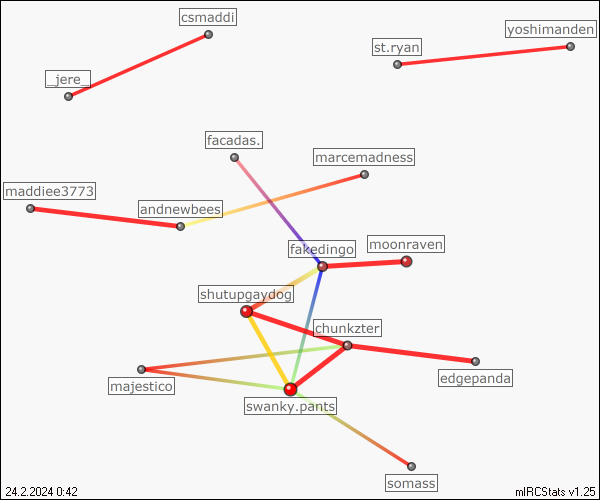 csmaddi
yoshimanden
st.ryan
_jere_
facadas.
marcemadness
maddiee3773
andnewbees
moonraven
fakedingo
shutupgaydog
chunkzter
edgepanda
majestico
swanky.pants
somass
24.2.2024 0:42
mIRCStats v1.25